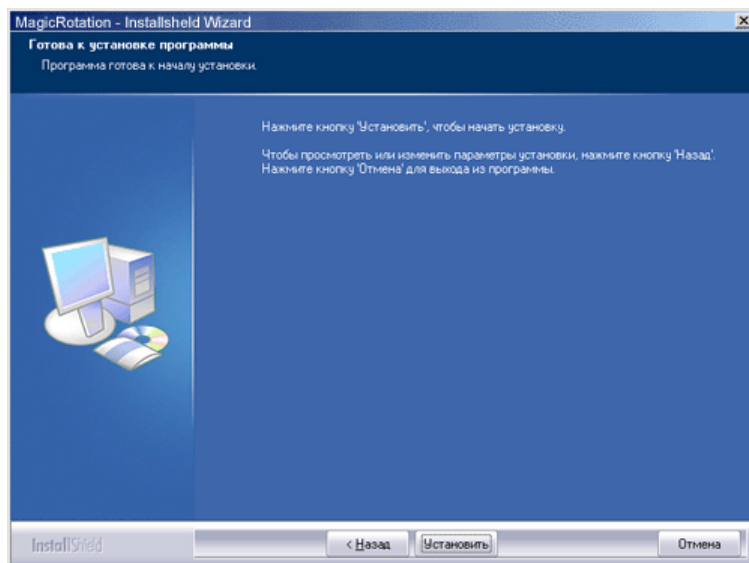 MagicRotation - Installsheld Wizard
Готова к установке программы
Программа готова к началу установки.
Нажмите кнопку 'Установить', чтобы начать установку.
Чтобы просмотреть или изменить параметры установки, нажмите кнопку 'Назад'.
Нажмите кнопку 'Отмена' для выхода из программы.
InstallShield
< Назад
Установить
Отмена